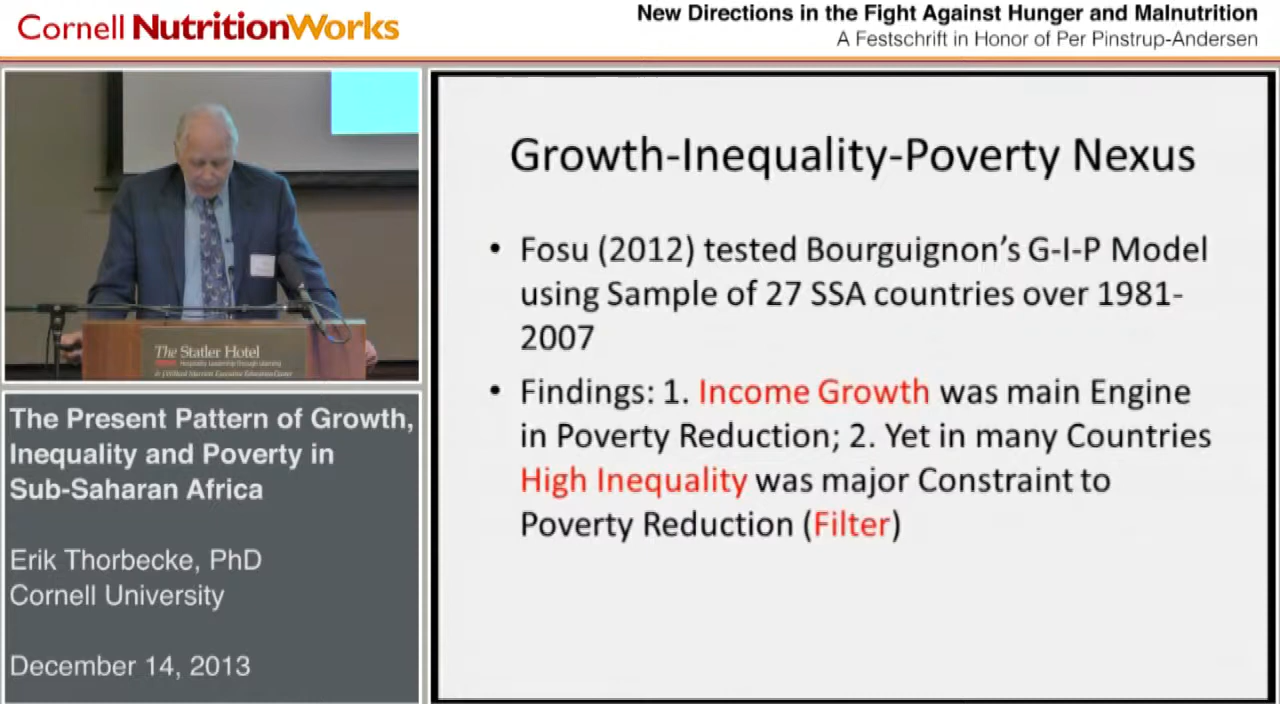 Cornell NutritionWorks
New Directions in the Fight Against Hunger and Malnutrition
A Festschrift in Honor of Per Pinstrup-Andersen
The Statler Hotel
Growth-Inequality-Poverty Nexus
• Fosu (2012) tested Bourguignon's G-I-P Model
using Sample of 27 SSA countries over 1981-
2007
• Findings: 1. Income Growth was main Engine
in Poverty Reduction; 2. Yet in many Countries
High Inequality was major Constraint to
Poverty Reduction (Filter)
The Present Pattern of Growth,
Inequality and Poverty in
Sub-Saharan Africa
Erik Thorbecke, PhD
Cornell University
December 14, 2013